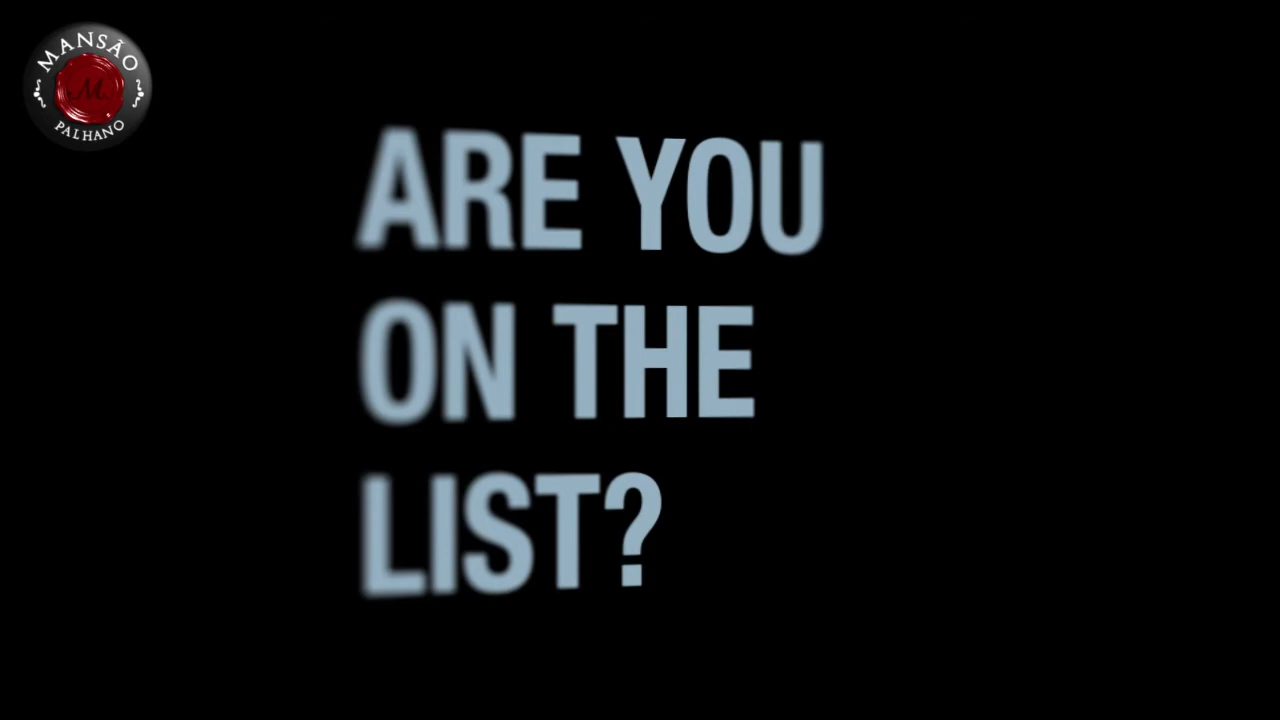 MANSÃO
M.
PALHANO
ARE YOU
ON THE
LIST?